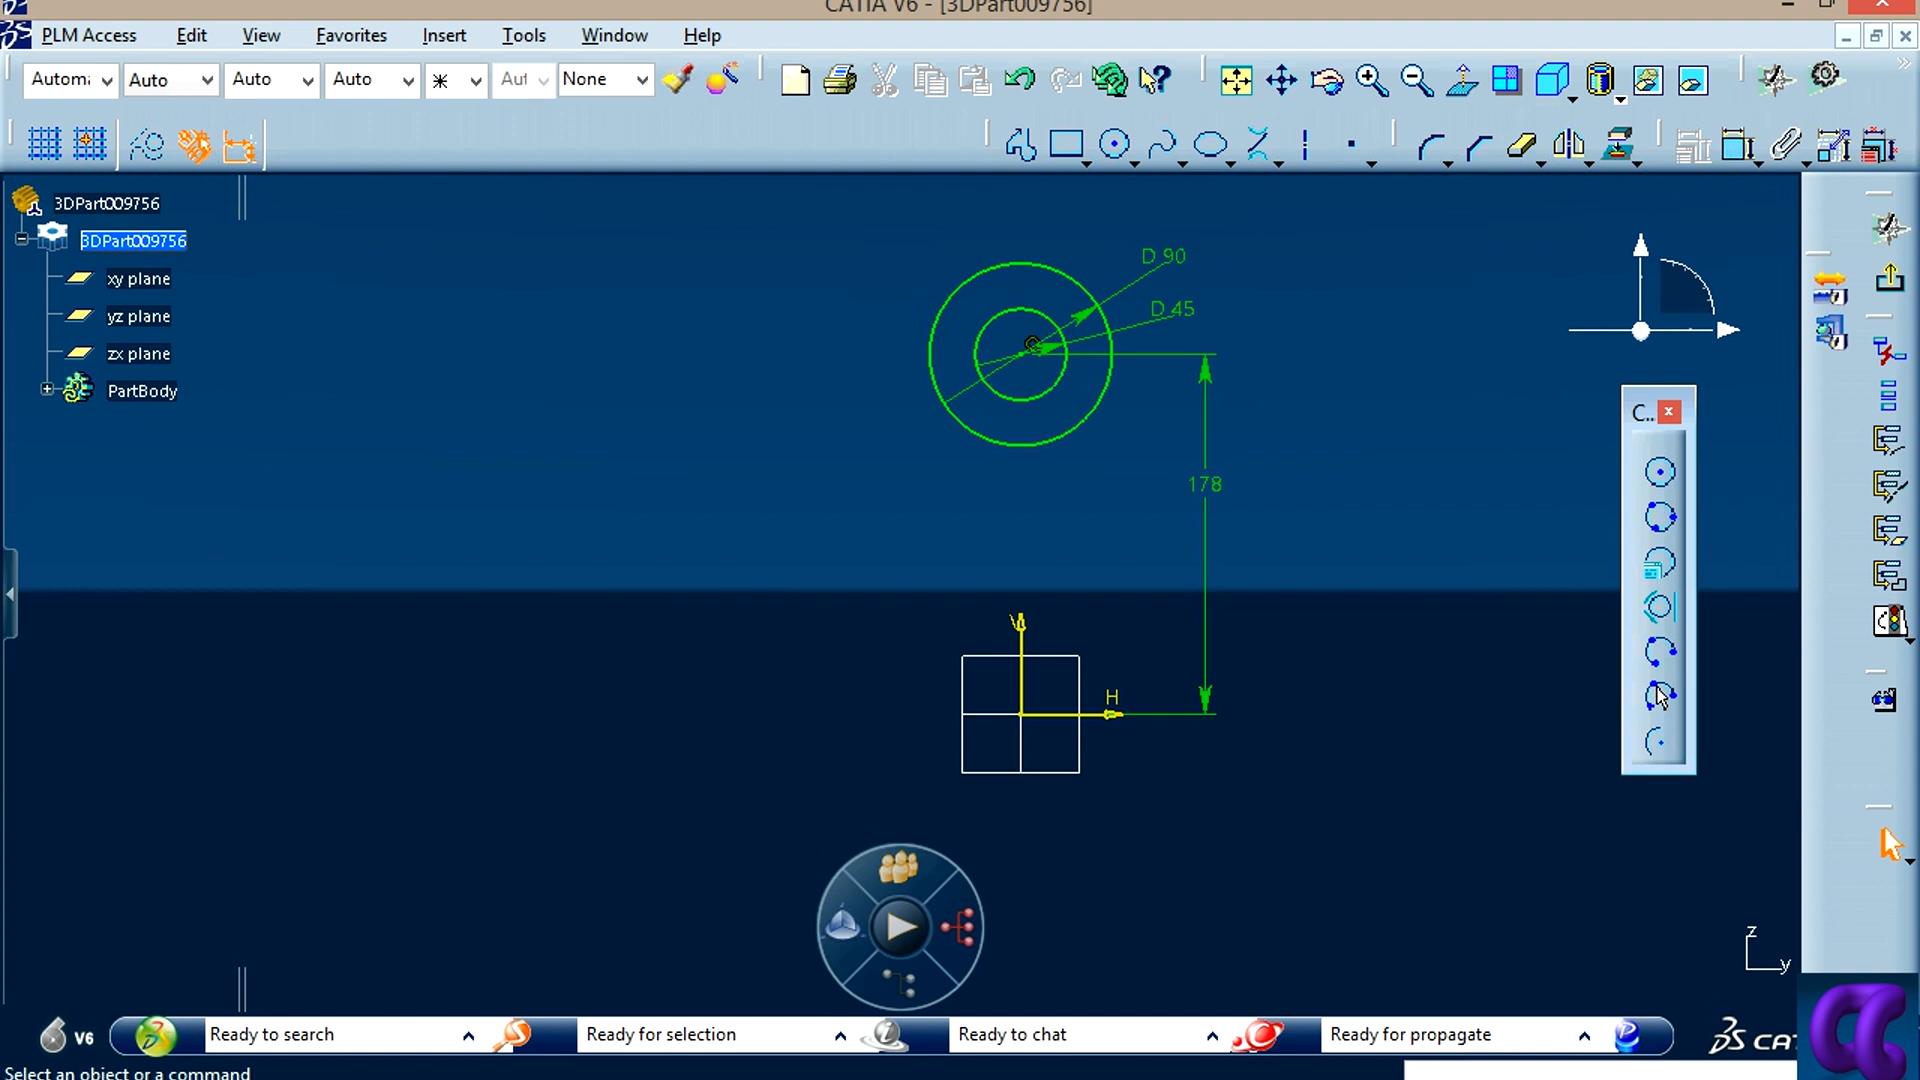 CATIA V6 - [3DPart009756]
PLM Access Edit View Favorites Insert Tools Window Help
Automa Auto Auto Auto Aut None
3DPart009756
3DPart009756
xy plane
yz plane
zx plane
PartBody
D 90
D 45
178
V
H
C..
z
y
V6 Ready to search Ready for selection Ready to chat Ready for propagate
Select an object or a command